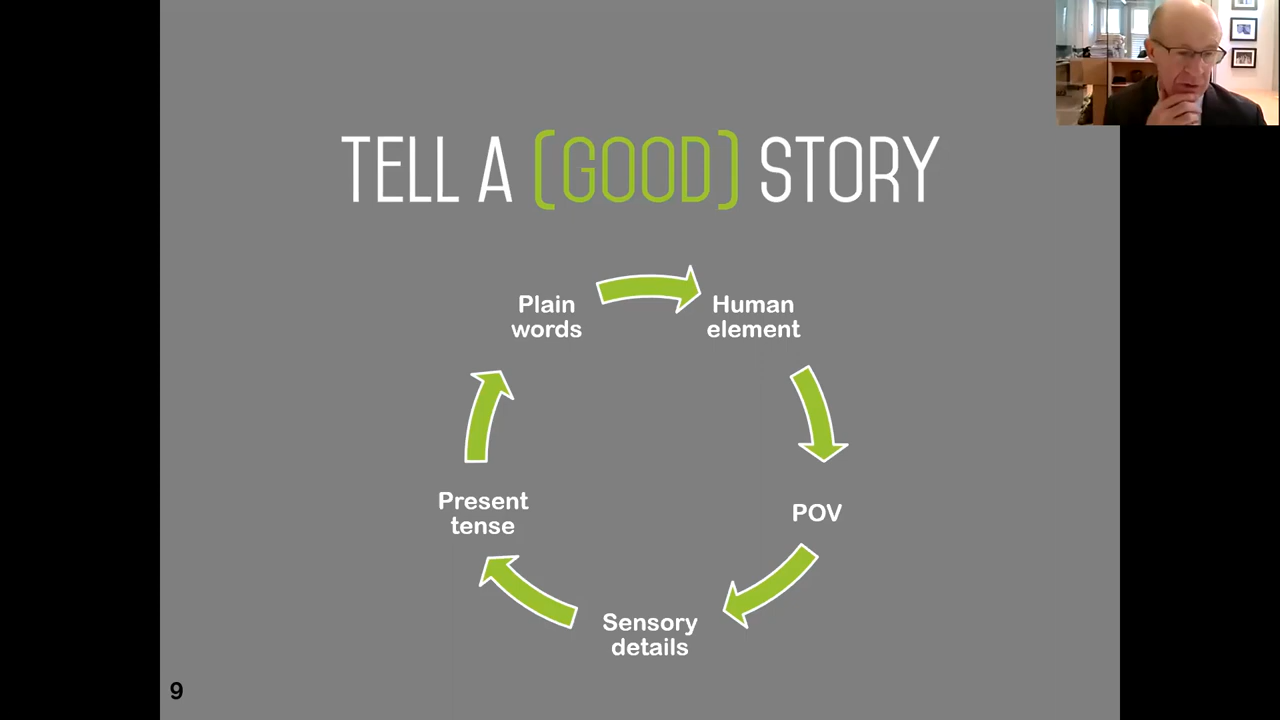 TELL A (GOOD) STORY
Plain
words
Human
element
POV
Sensory
details
Present
tense
9